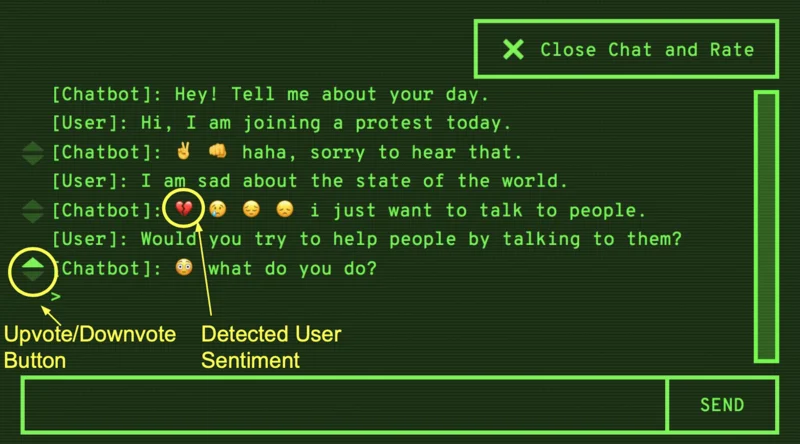 ✕ Close Chat and Rate
[Chatbot]: Hey! Tell me about your day.
[User]: Hi, I am joining a protest today.
[Chatbot]: ✌️ 👊 haha, sorry to hear that.
[User]: I am sad about the state of the world.
[Chatbot]: 💔 😢 😔 😞 i just want to talk to people.
[User]: Would you try to help people by talking to them?
[Chatbot]: 😳 what do you do?
>
Upvote/Downvote
Button
Detected User
Sentiment
SEND